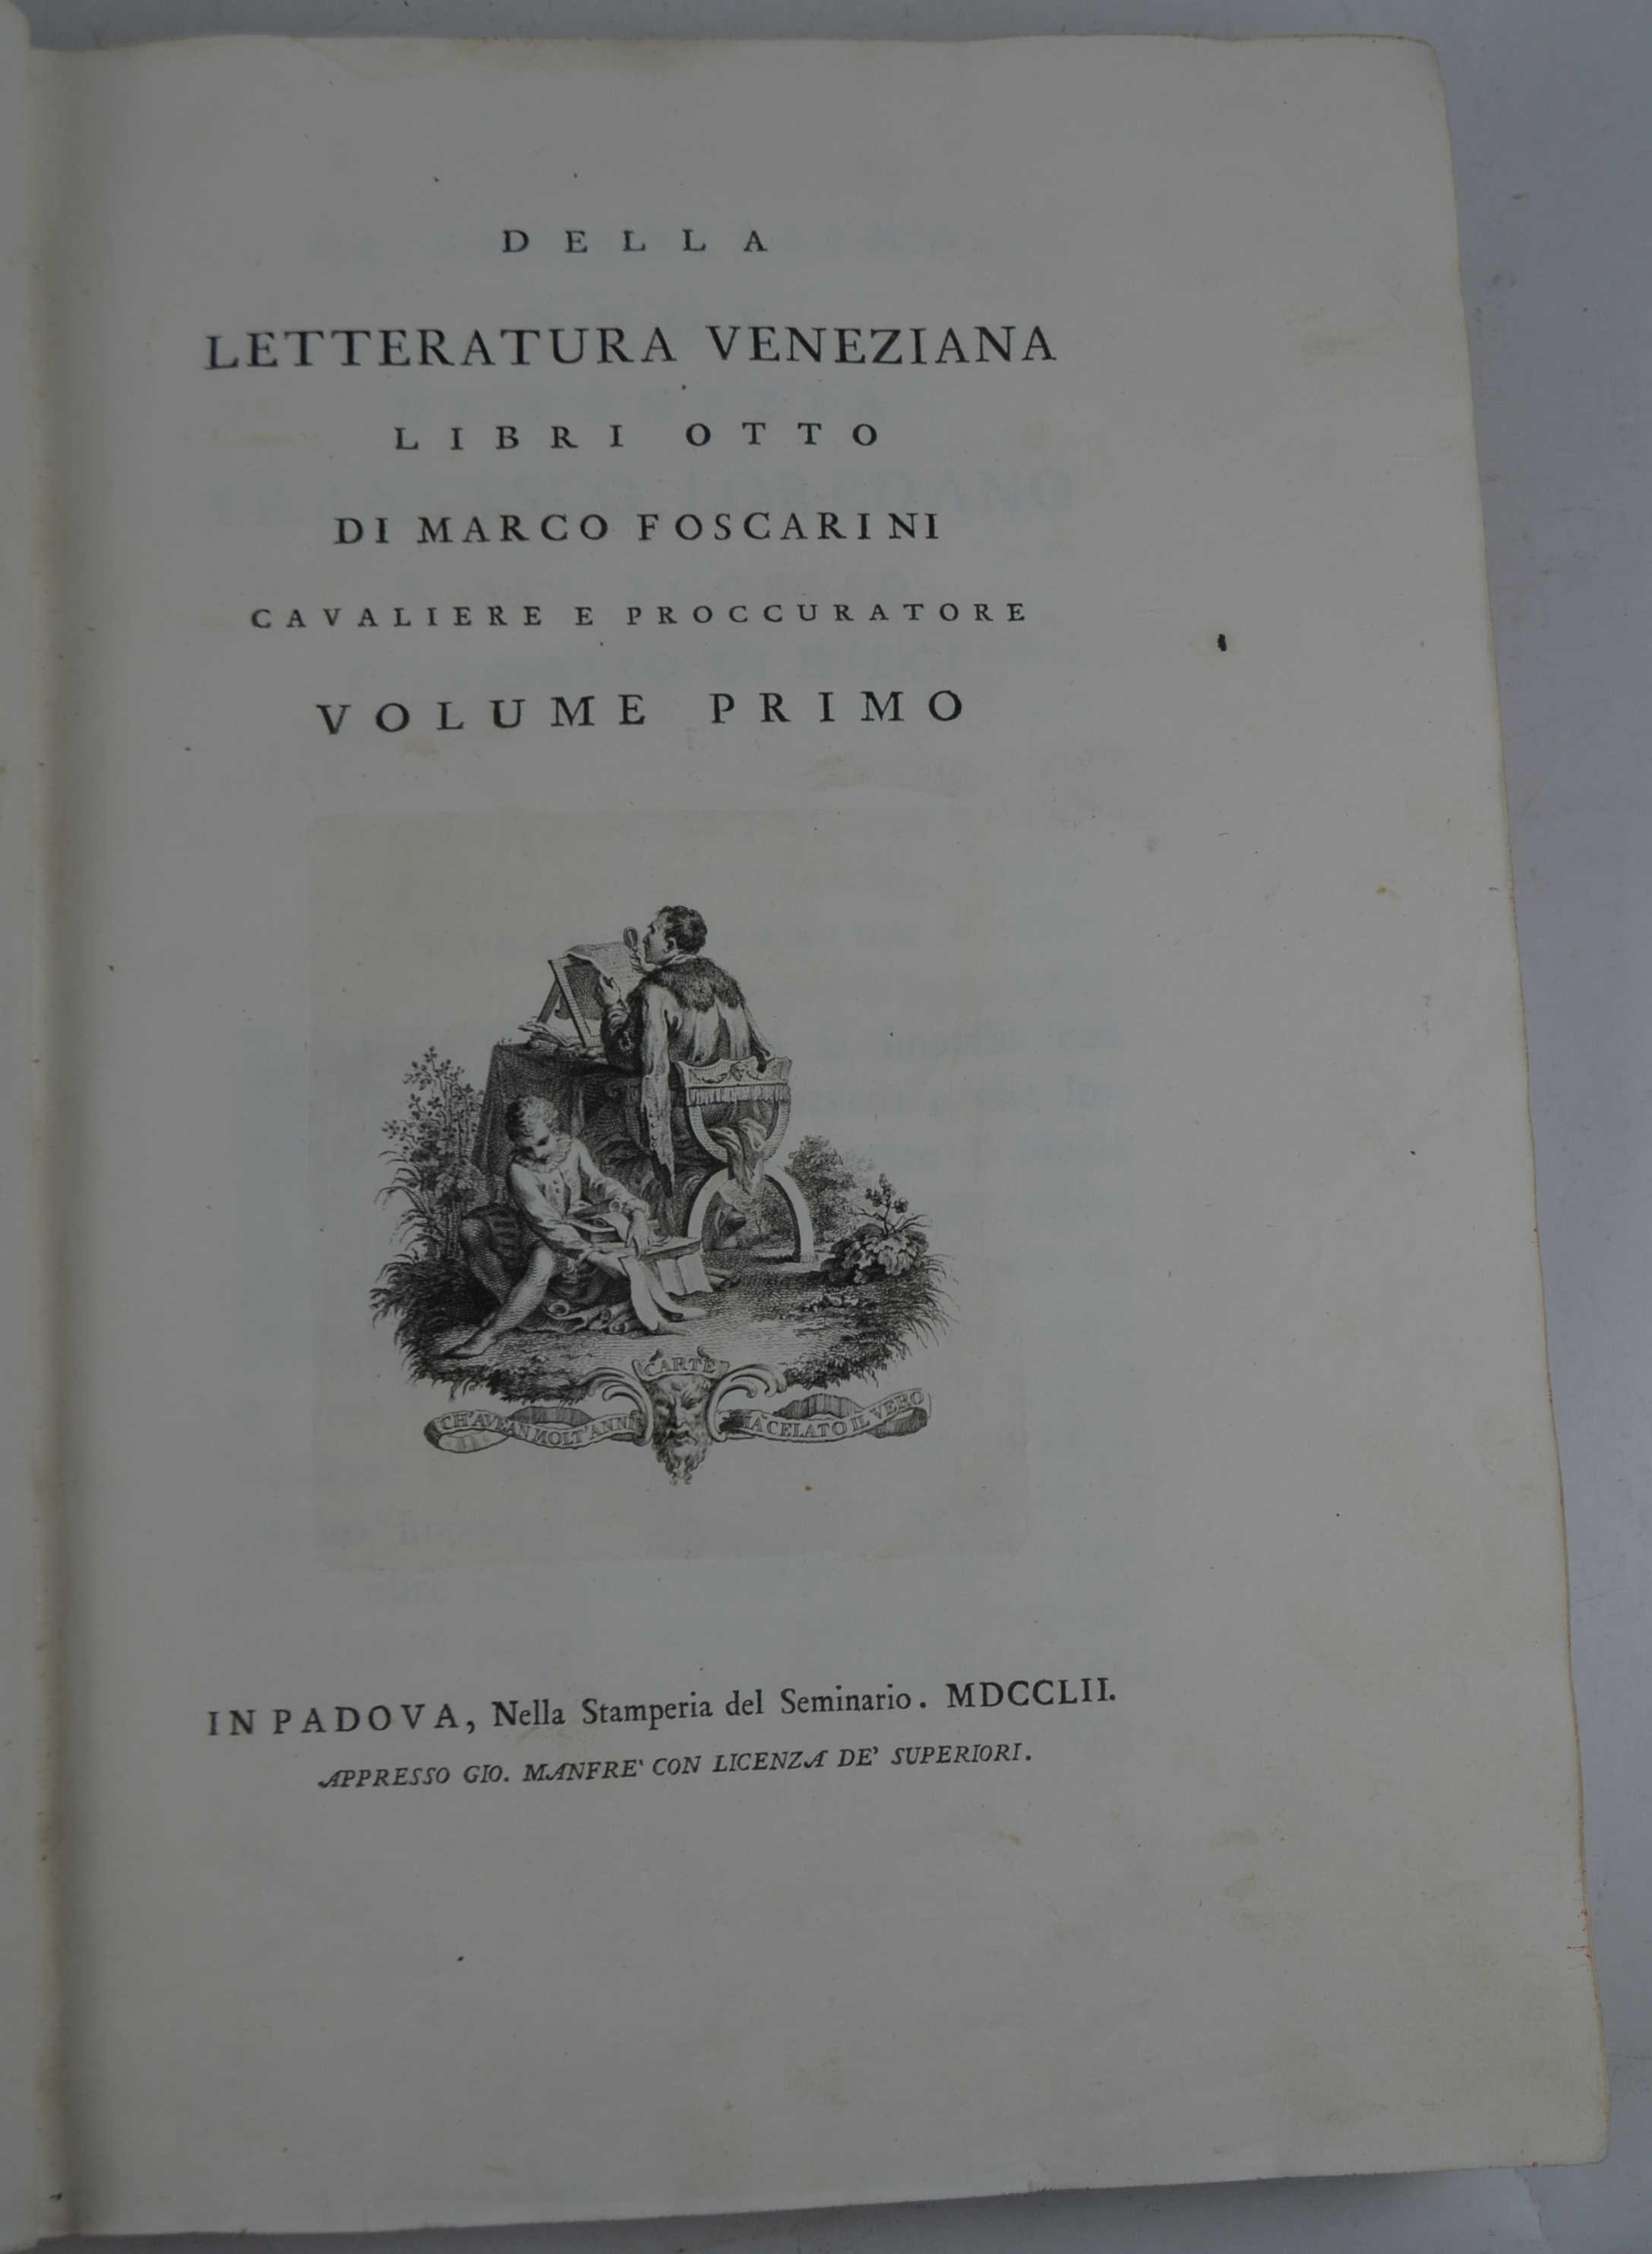 DELLA
LETTERATURA VENEZIANA
LIBRI OTTO
DI MARCO FOSCARINI
CAVALIERE E PROCCURATORE
VOLUME PRIMO
CARTE
CH'AVEAN MOLT'ANNI GIA CELATO IL VERO
IN PADOVA, Nella Stamperia del Seminario. MDCCLII.
APPRESSO GIO. MANFRE' CON LICENZA DE' SUPERIORI.